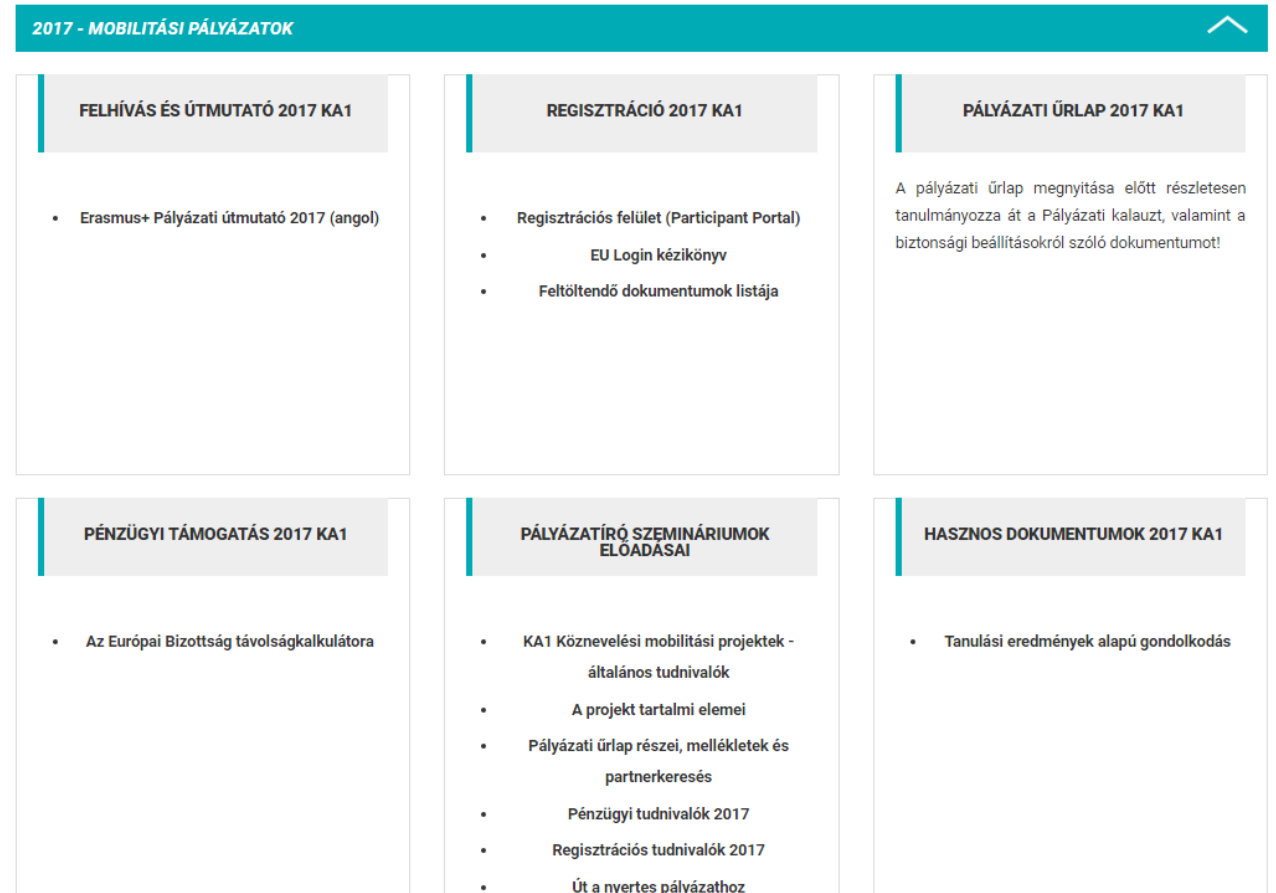 2017 - MOBILITÁSI PÁLYÁZATOK
FELHÍVÁS ÉS ÚTMUTATÓ 2017 KA1
• Erasmus+ Pályázati útmutató 2017 (angol)
REGISZTRÁCIÓ 2017 KA1
• Regisztrációs felület (Participant Portal)
• EU Login kézikönyv
• Feltöltendő dokumentumok listája
PÁLYÁZATI ŰRLAP 2017 KA1
A pályázati űrlap megnyitása előtt részletesen
tanulmányozza át a Pályázati kalauzt, valamint a
biztonsági beállításokról szóló dokumentumot!
PÉNZÜGYI TÁMOGATÁS 2017 KA1
• Az Európai Bizottság távolságkalkulátora
PÁLYÁZATÍRÓ SZEMINÁRIUMOK
ELŐADÁSAI
• KA1 Köznevelési mobilitási projektek -
általános tudnivalók
• A projekt tartalmi elemei
• Pályázati űrlap részei, mellékletek és
partnerkeresés
• Pénzügyi tudnivalók 2017
• Regisztrációs tudnivalók 2017
• Út a nyertes pályázathoz
HASZNOS DOKUMENTUMOK 2017 KA1
• Tanulási eredmények alapú gondolkodás